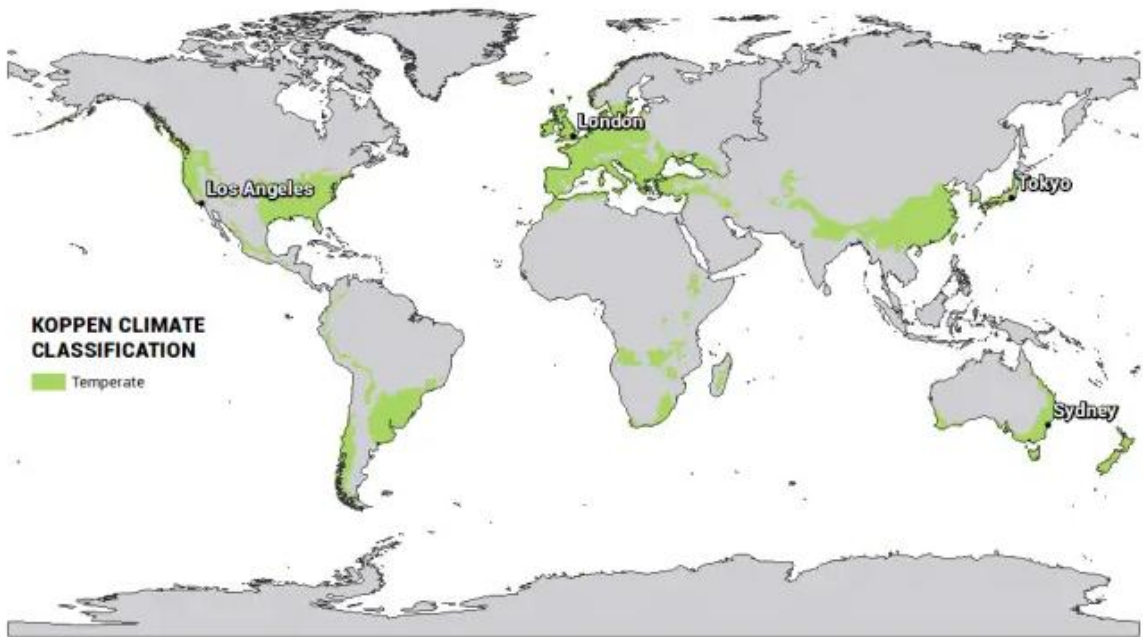 London
Los Angeles
Tokyo
KOPPEN CLIMATE
CLASSIFICATION
Temperate
Sydney